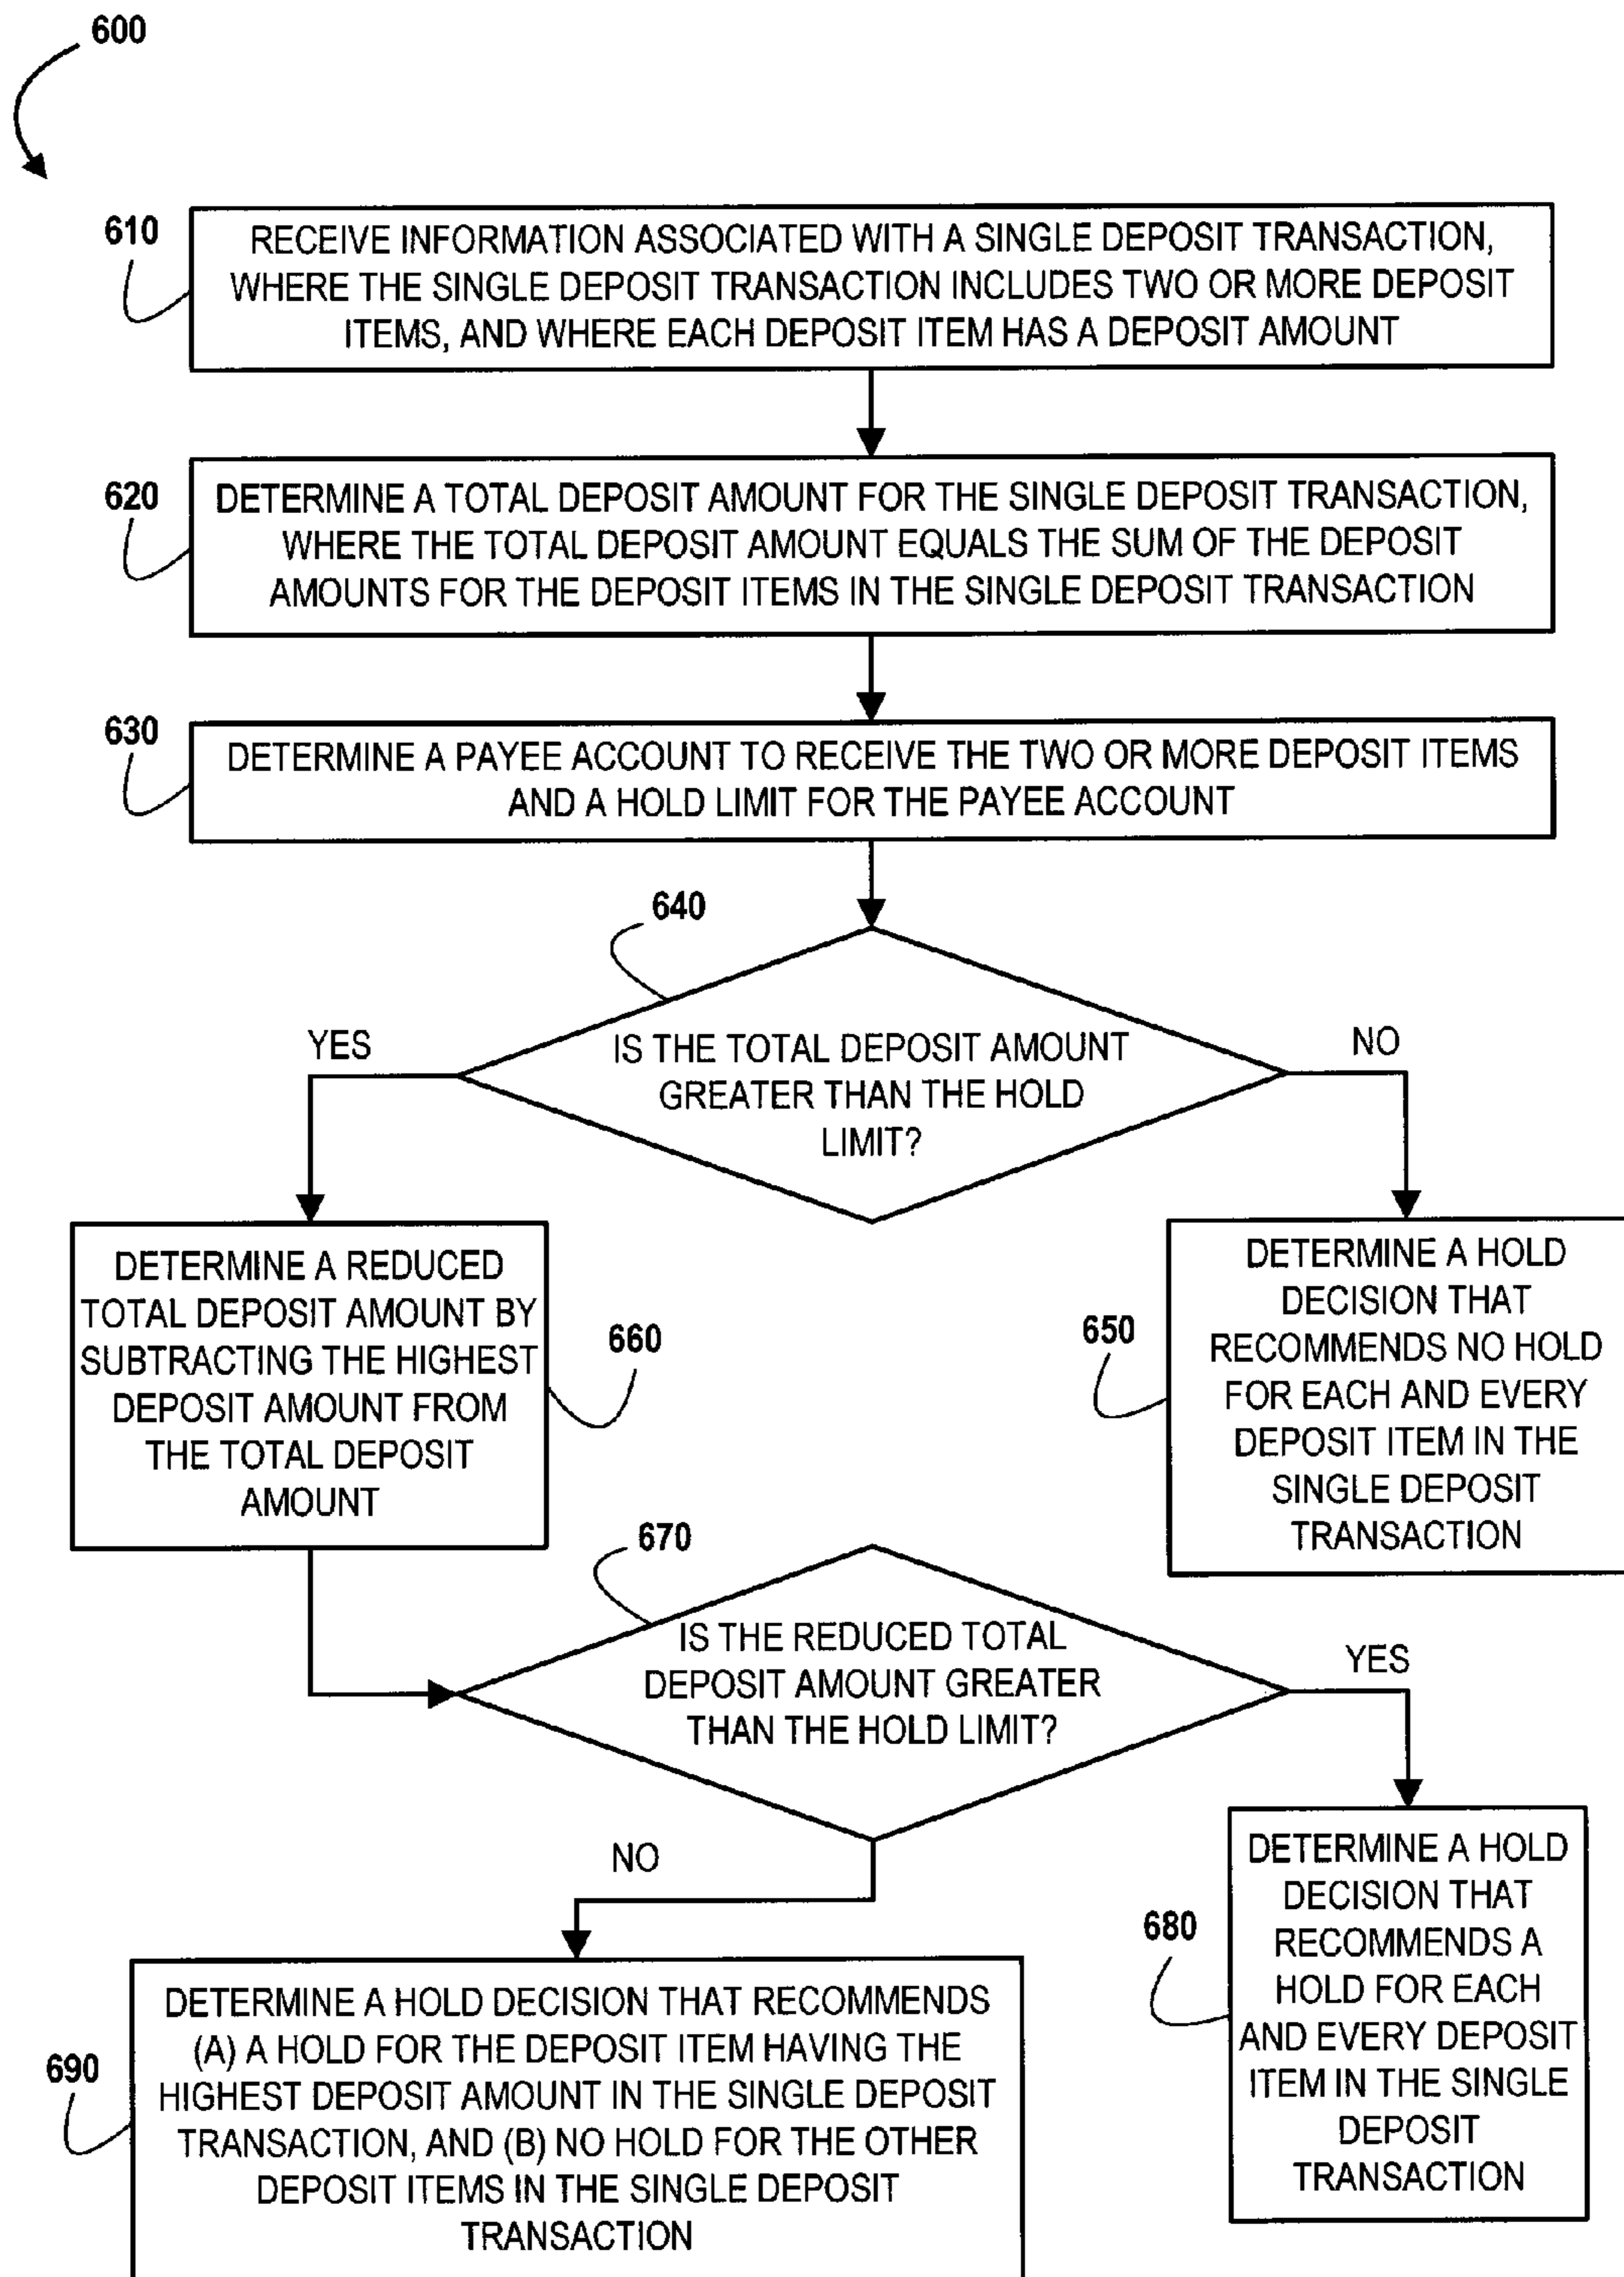 600
610
RECEIVE INFORMATION ASSOCIATED WITH A SINGLE DEPOSIT TRANSACTION,
WHERE THE SINGLE DEPOSIT TRANSACTION INCLUDES TWO OR MORE DEPOSIT
ITEMS, AND WHERE EACH DEPOSIT ITEM HAS A DEPOSIT AMOUNT
620
DETERMINE A TOTAL DEPOSIT AMOUNT FOR THE SINGLE DEPOSIT TRANSACTION,
WHERE THE TOTAL DEPOSIT AMOUNT EQUALS THE SUM OF THE DEPOSIT
AMOUNTS FOR THE DEPOSIT ITEMS IN THE SINGLE DEPOSIT TRANSACTION
630
DETERMINE A PAYEE ACCOUNT TO RECEIVE THE TWO OR MORE DEPOSIT ITEMS
AND A HOLD LIMIT FOR THE PAYEE ACCOUNT
640
IS THE TOTAL DEPOSIT AMOUNT
GREATER THAN THE HOLD
LIMIT?
YES
NO
DETERMINE A REDUCED
TOTAL DEPOSIT AMOUNT BY
SUBTRACTING THE HIGHEST
DEPOSIT AMOUNT FROM
THE TOTAL DEPOSIT
AMOUNT
660
650
DETERMINE A HOLD
DECISION THAT
RECOMMENDS NO HOLD
FOR EACH AND EVERY
DEPOSIT ITEM IN THE
SINGLE DEPOSIT
TRANSACTION
670
IS THE REDUCED TOTAL
DEPOSIT AMOUNT GREATER
THAN THE HOLD LIMIT?
YES
NO
680
DETERMINE A HOLD
DECISION THAT
RECOMMENDS A
HOLD FOR EACH
AND EVERY DEPOSIT
ITEM IN THE SINGLE
DEPOSIT
TRANSACTION
690
DETERMINE A HOLD DECISION THAT RECOMMENDS
(A) A HOLD FOR THE DEPOSIT ITEM HAVING THE
HIGHEST DEPOSIT AMOUNT IN THE SINGLE DEPOSIT
TRANSACTION, AND (B) NO HOLD FOR THE OTHER
DEPOSIT ITEMS IN THE SINGLE DEPOSIT
TRANSACTION